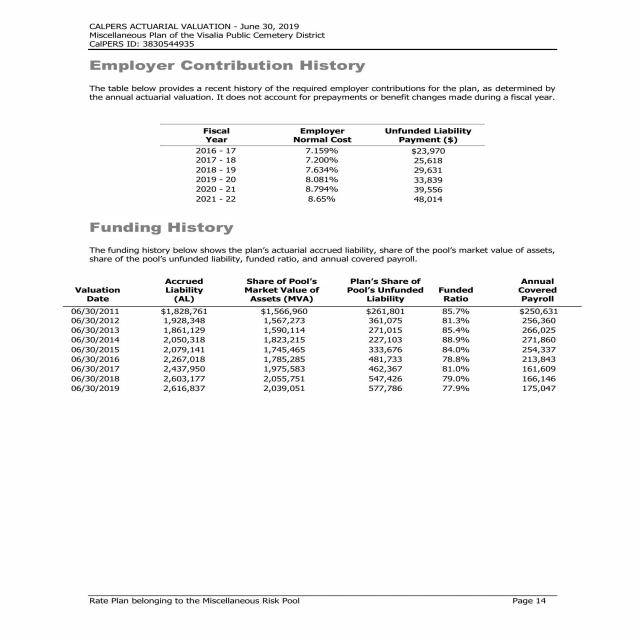 CALPERS ACTUARIAL VALUATION - June 30, 2019
Miscellaneous Plan of the Visalia Public Cemetery District
CalPERS ID: 3830544935
Employer Contribution History
The table below provides a recent history of the required employer contributions for the plan, as determined by
the annual actuarial valuation. It does not account for prepayments or benefit changes made during a fiscal year.
Fiscal Employer Unfunded Liability
Year Normal Cost Payment ($)
2016 - 17 7.159% $23,970
2017 - 18 7.200% 25,618
2018 - 19 7.634% 29,631
2019 - 20 8.081% 33,839
2020 - 21 8.794% 39,556
2021 - 22 8.65% 48,014
Funding History
The funding history below shows the plan's actuarial accrued liability, share of the pool's market value of assets,
share of the pool's unfunded liability, funded ratio, and annual covered payroll.
Accrued Share of Pool's Plan's Share of Annual
Valuation Liability Market Value of Pool's Unfunded Funded Covered
Date (AL) Assets (MVA) Liability Ratio Payroll
06/30/2011 $1,828,761 $1,566,960 $261,801 85.7% $250,631
06/30/2012 1,928,348 1,567,273 361,075 81.3% 256,360
06/30/2013 1,861,129 1,590,114 271,015 85.4% 266,025
06/30/2014 2,050,318 1,823,215 227,103 88.9% 271,860
06/30/2015 2,079,141 1,745,465 333,676 84.0% 254,337
06/30/2016 2,267,018 1,785,285 481,733 78.8% 213,843
06/30/2017 2,437,950 1,975,583 462,367 81.0% 161,609
06/30/2018 2,603,177 2,055,751 547,426 79.0% 166,146
06/30/2019 2,616,837 2,039,051 577,786 77.9% 175,047
Rate Plan belonging to the Miscellaneous Risk Pool Page 14